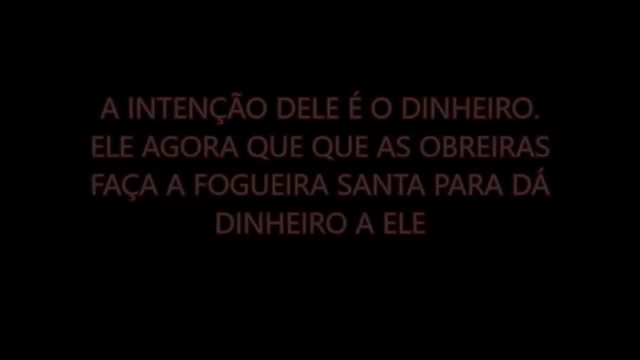 A INTENÇÃO DELE É O DINHEIRO.
ELE AGORA QUE QUE AS OBREIRAS
FAÇA A FOGUEIRA SANTA PARA DÁ
DINHEIRO A ELE